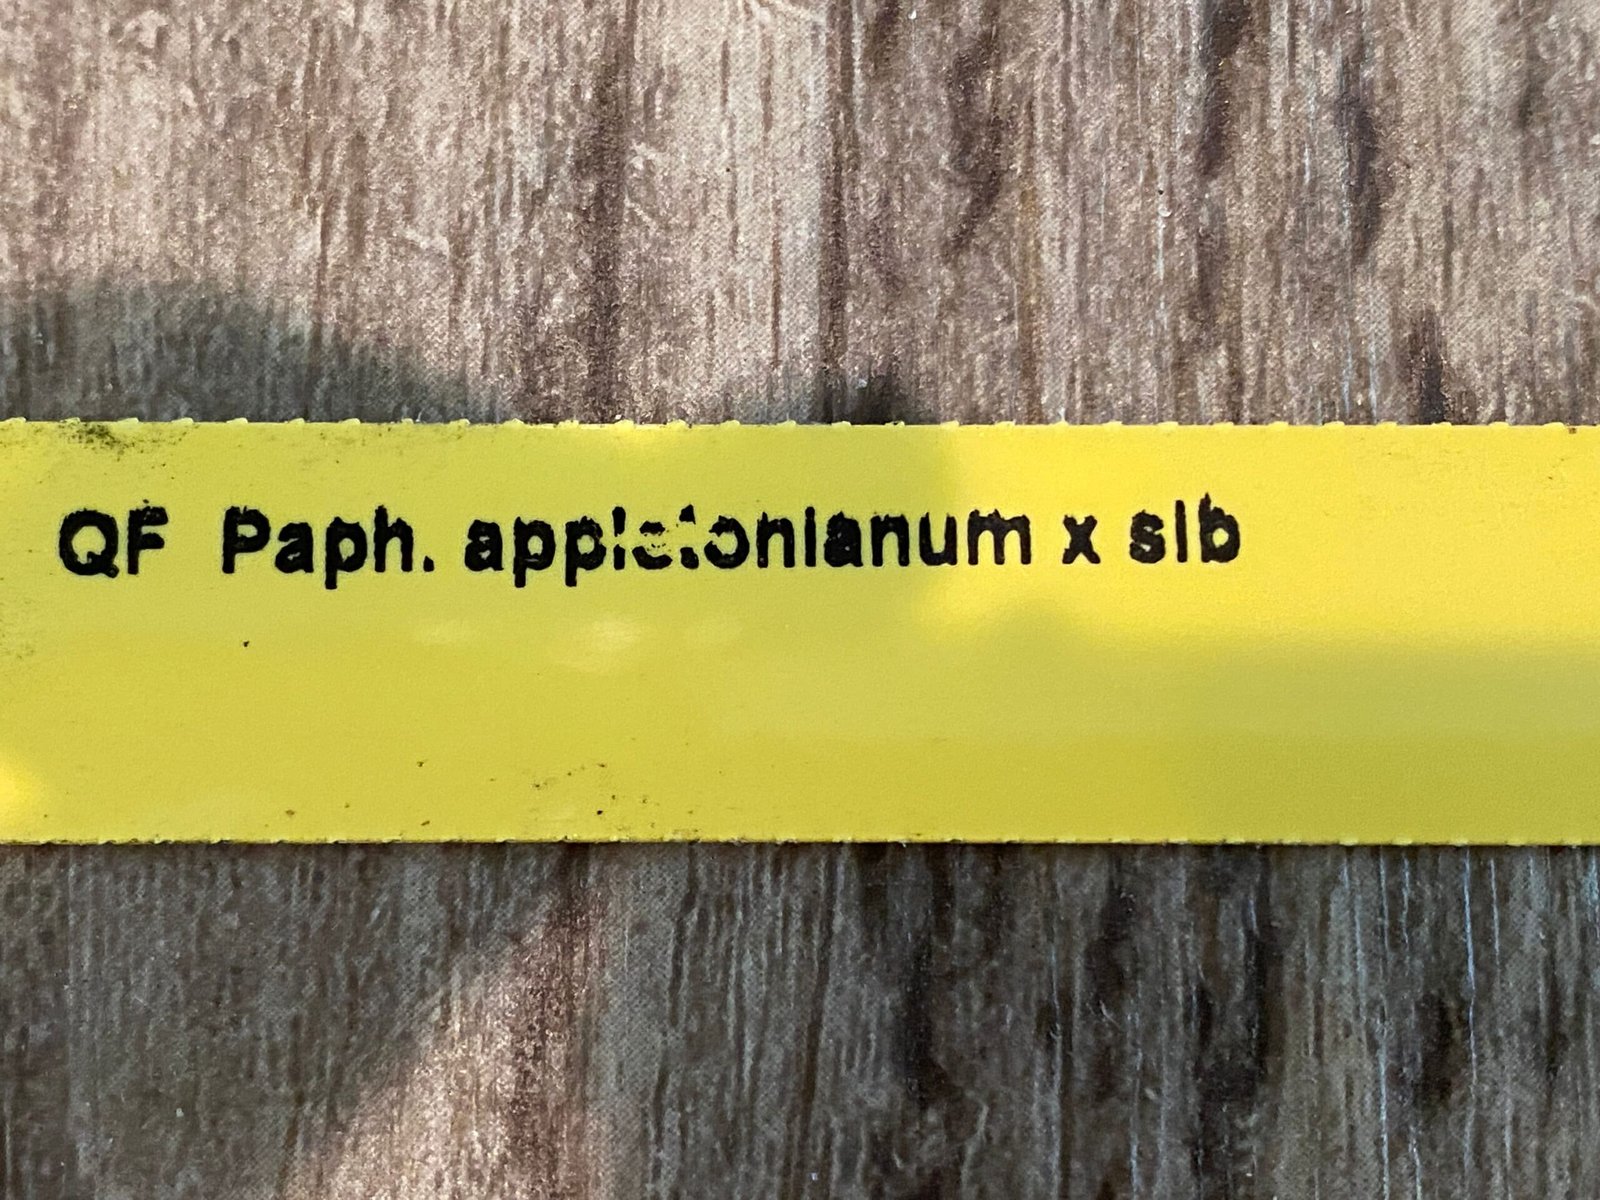 QF Paph. appletonianum x sib